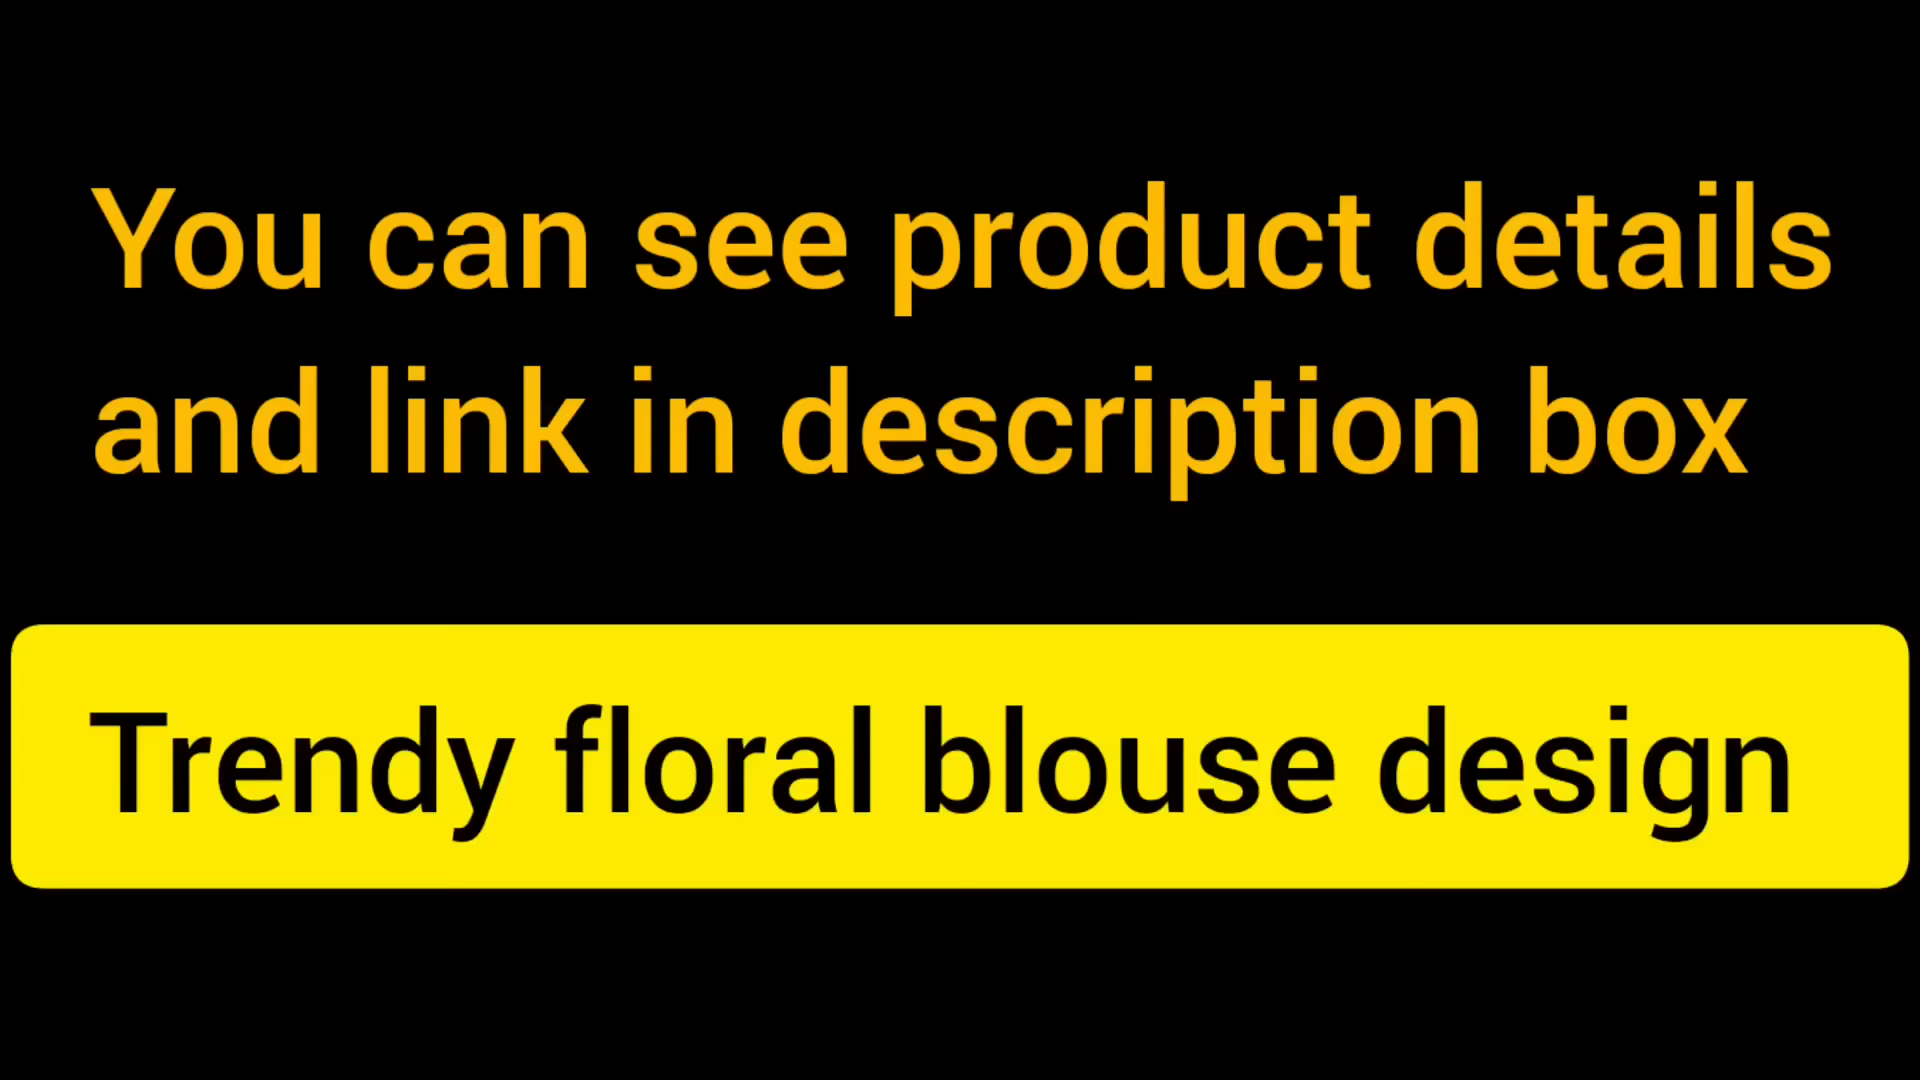 You can see product details
and link in description box
Trendy floral blouse design